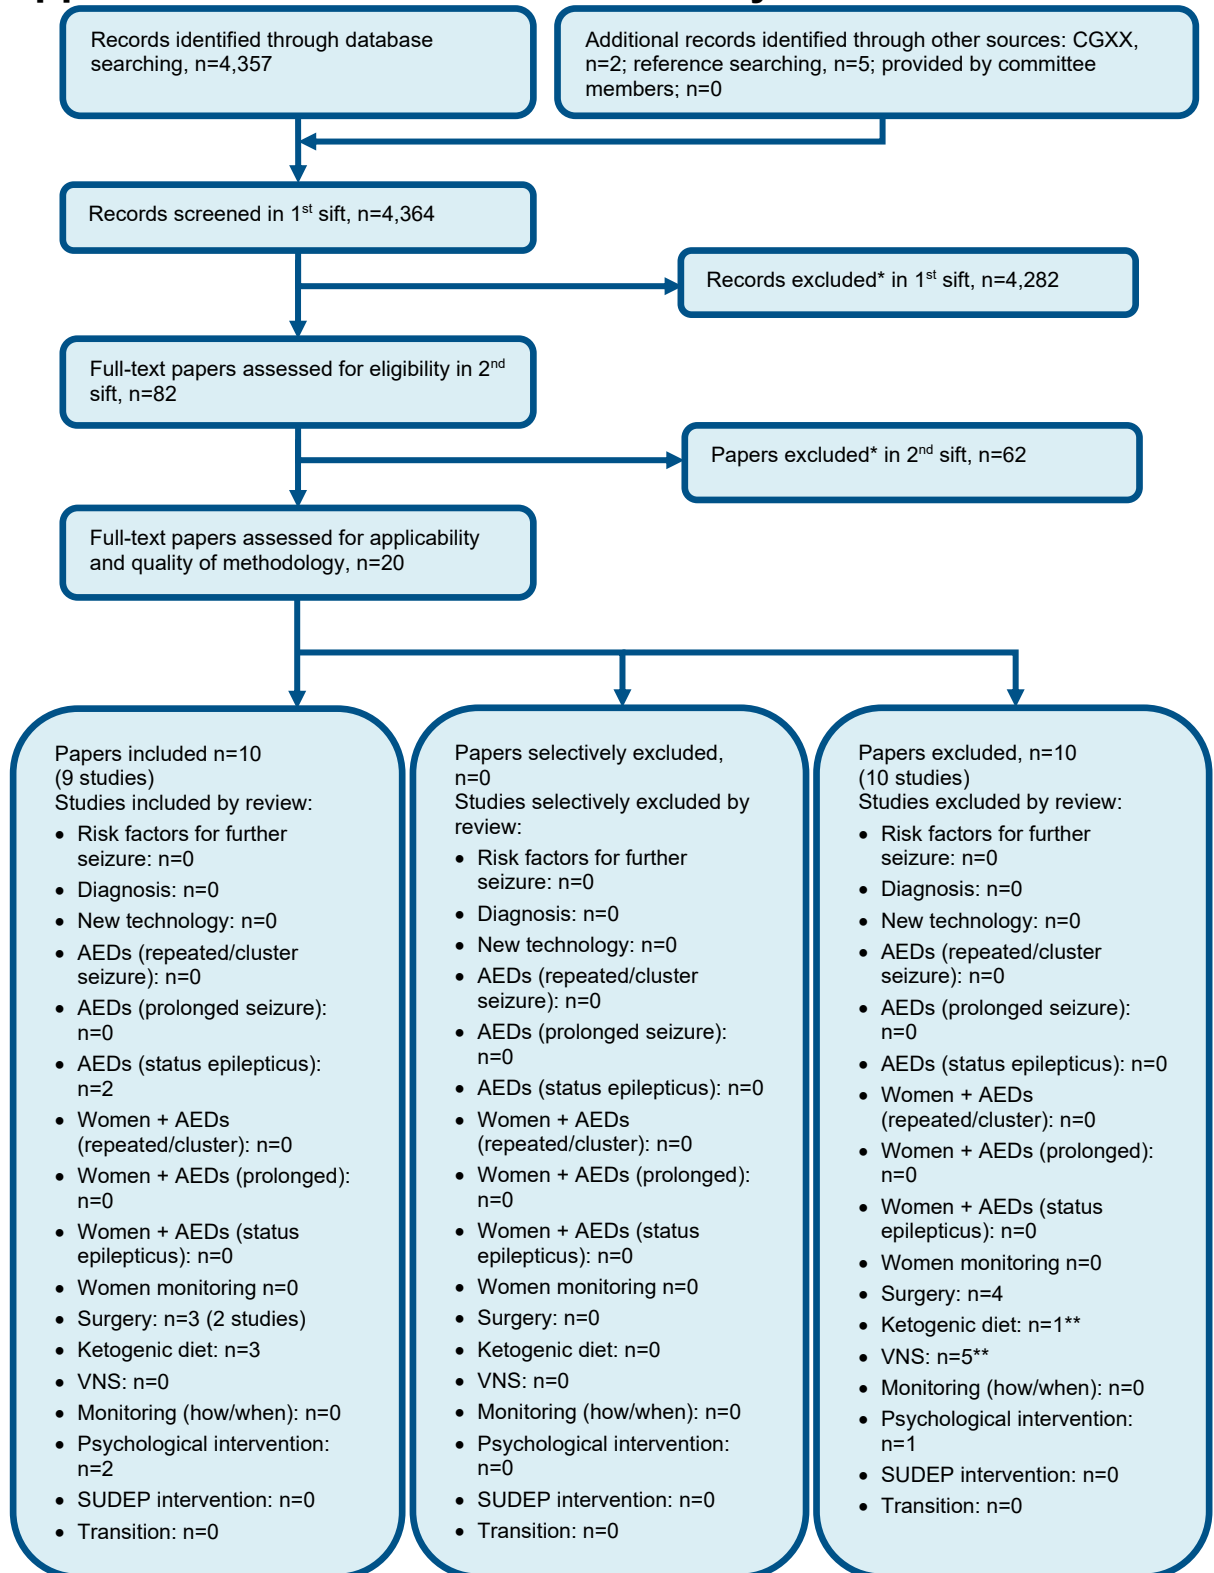 Records identified through database
searching, n=4,357
Additional records identified through other sources: CGXX,
n=2; reference searching, n=5; provided by committee
members; n=0
Records screened in 1st sift, n=4,364
Records excluded* in 1st sift, n=4,282
Full-text papers assessed for eligibility in 2nd
sift, n=82
Papers excluded* in 2nd sift, n=62
Full-text papers assessed for applicability
and quality of methodology, n=20
Papers included n=10
(9 studies)
Studies included by review:
• Risk factors for further
seizure: n=0
• Diagnosis: n=0
• New technology: n=0
• AEDs (repeated/cluster
seizure): n=0
• AEDs (prolonged seizure):
n=0
• AEDs (status epilepticus):
n=2
• Women + AEDs
(repeated/cluster): n=0
• Women + AEDs (prolonged):
n=0
• Women + AEDs (status
epilepticus): n=0
• Women monitoring n=0
• Surgery: n=3 (2 studies)
• Ketogenic diet: n=3
• VNS: n=0
• Monitoring (how/when): n=0
• Psychological intervention:
n=2
• SUDEP intervention: n=0
• Transition: n=0
Papers selectively excluded,
n=0
Studies selectively excluded by
review:
• Risk factors for further
seizure: n=0
• Diagnosis: n=0
• New technology: n=0
• AEDs (repeated/cluster
seizure): n=0
• AEDs (prolonged seizure):
n=0
• AEDs (status epilepticus): n=0
• Women + AEDs
(repeated/cluster): n=0
• Women + AEDs (prolonged):
n=0
• Women + AEDs (status
epilepticus): n=0
• Women monitoring n=0
• Surgery: n=0
• Ketogenic diet: n=0
• VNS: n=0
• Monitoring (how/when): n=0
• Psychological intervention:
n=0
• SUDEP intervention: n=0
• Transition: n=0
Papers excluded, n=10
(10 studies)
Studies excluded by review:
• Risk factors for further
seizure: n=0
• Diagnosis: n=0
• New technology: n=0
• AEDs (repeated/cluster
seizure): n=0
• AEDs (prolonged seizure):
n=0
• AEDs (status epilepticus): n=0
• Women + AEDs
(repeated/cluster): n=0
• Women + AEDs (prolonged):
n=0
• Women + AEDs (status
epilepticus): n=0
• Women monitoring n=0
• Surgery: n=4
• Ketogenic diet: n=1**
• VNS: n=5**
• Monitoring (how/when): n=0
• Psychological intervention:
n=1
• SUDEP intervention: n=0
• Transition: n=0